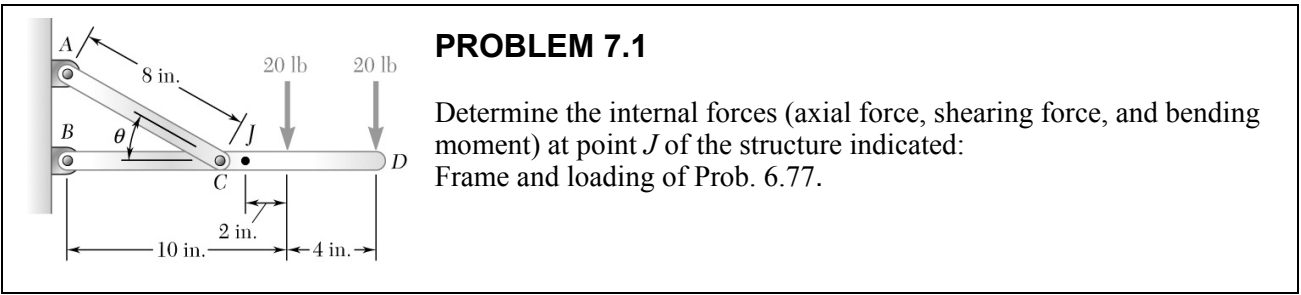 PROBLEM 7.1
Determine the internal forces (axial force, shearing force, and bending
moment) at point J of the structure indicated:
Frame and loading of Prob. 6.77.
A
8 in.
20 lb
20 lb
J
B
θ
C
D
2 in.
10 in.
4 in.